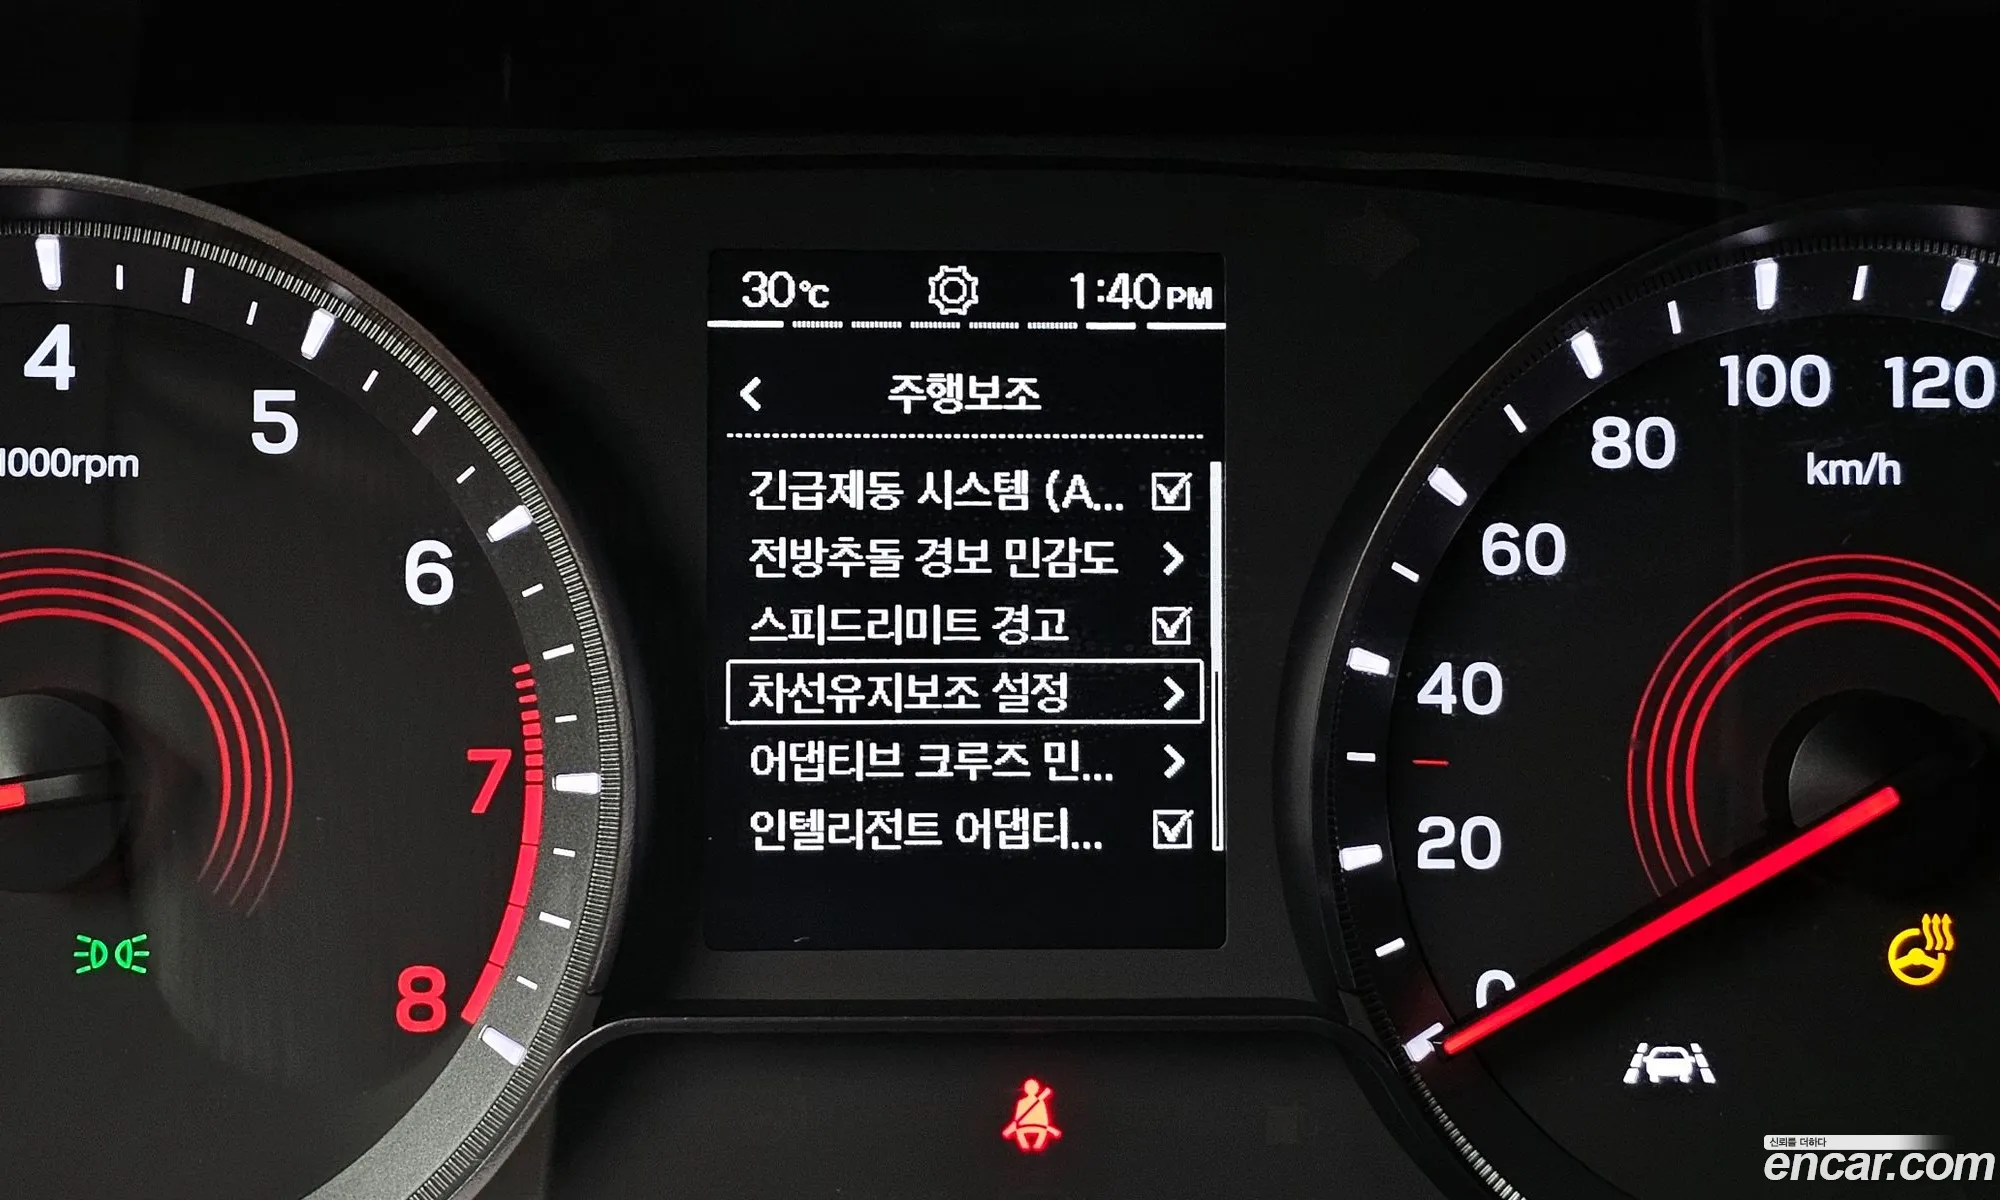 30℃ 1:40 PM
주행보조
긴급제동 시스템 (A...
전방추돌 경보 민감도
스피드리미트 경고
차선유지보조 설정
어댑티브 크루즈 민...
인텔리전트 어댑티...
4
5
6
7
8
1000rpm
0
20
40
60
80
100
120
km/h
신뢰를 더하다
encar.com